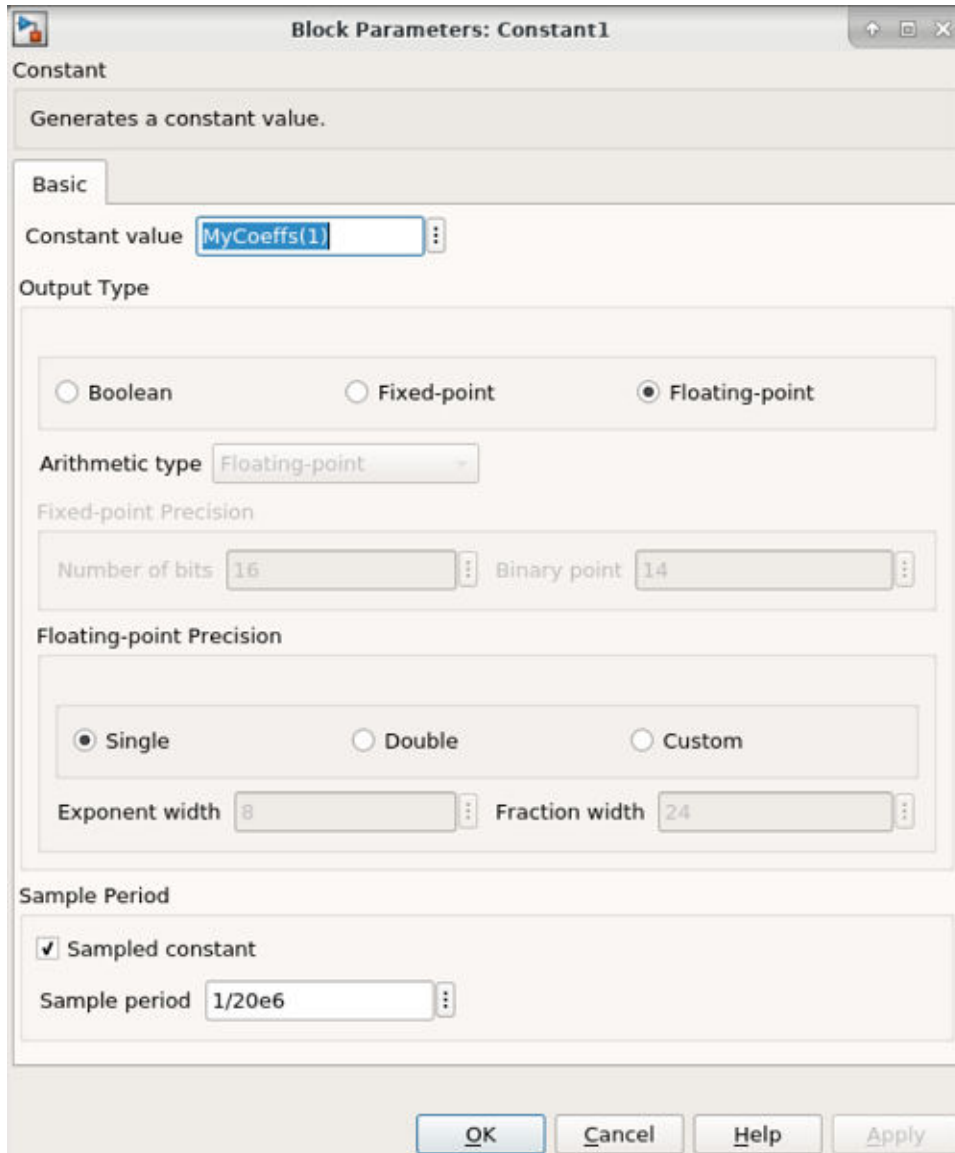 Block Parameters: Constant1
Constant
Generates a constant value.
Basic
Constant value MyCoeffs(1)
Output Type
Boolean Fixed-point Floating-point
Arithmetic type Floating-point
Fixed-point Precision
Number of bits 16 Binary point 14
Floating-point Precision
Single Double Custom
Exponent width 8 Fraction width 24
Sample Period
Sampled constant
Sample period 1/20e6
OK Cancel Help Apply